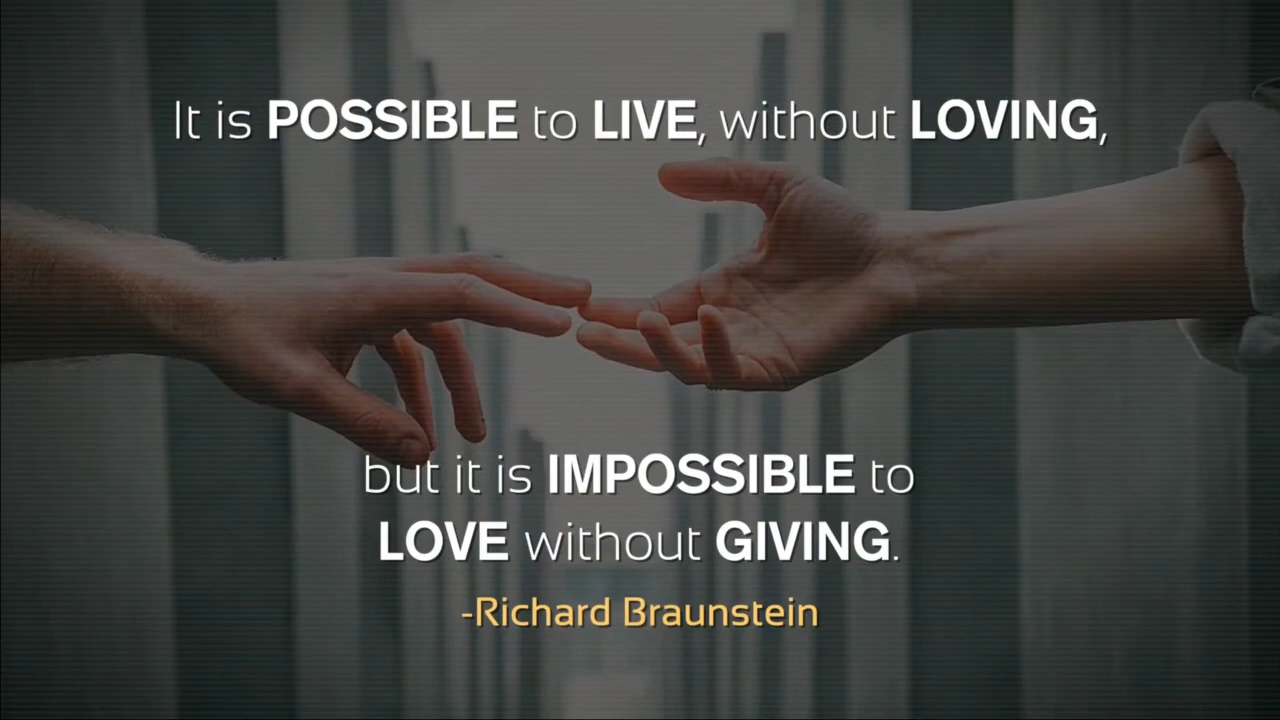 It is POSSIBLE to LIVE, without LOVING,
but it is IMPOSSIBLE to
LOVE without GIVING.
-Richard Braunstein